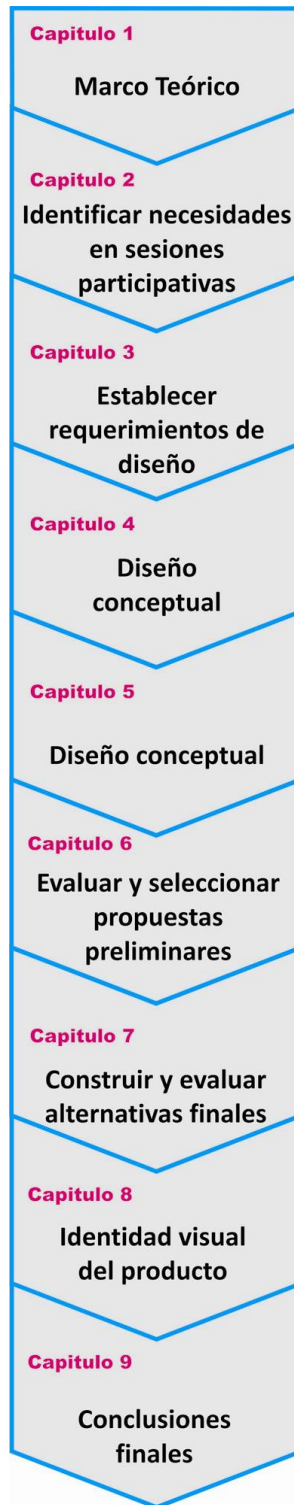 Capitulo 1
Marco Teórico
Capitulo 2
Identificar necesidades
en sesiones
participativas
Capitulo 3
Establecer
requerimientos de
diseño
Capitulo 4
Diseño
conceptual
Capitulo 5
Diseño conceptual
Capitulo 6
Evaluar y seleccionar
propuestas
preliminares
Capitulo 7
Construir y evaluar
alternativas finales
Capitulo 8
Identidad visual
del producto
Capitulo 9
Conclusiones
finales